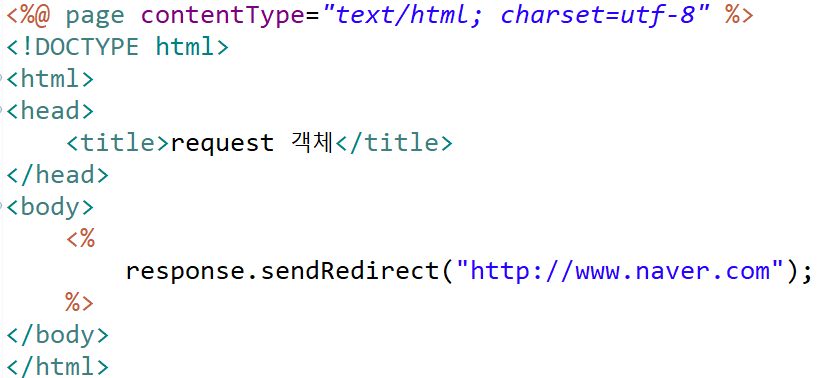 <%@ page contentType="text/html; charset=utf-8" %>
<!DOCTYPE html>
<html>
<head>
    <title>request 객체</title>
</head>
<body>
    <%
        response.sendRedirect("http://www.naver.com");
    %>
</body>
</html>